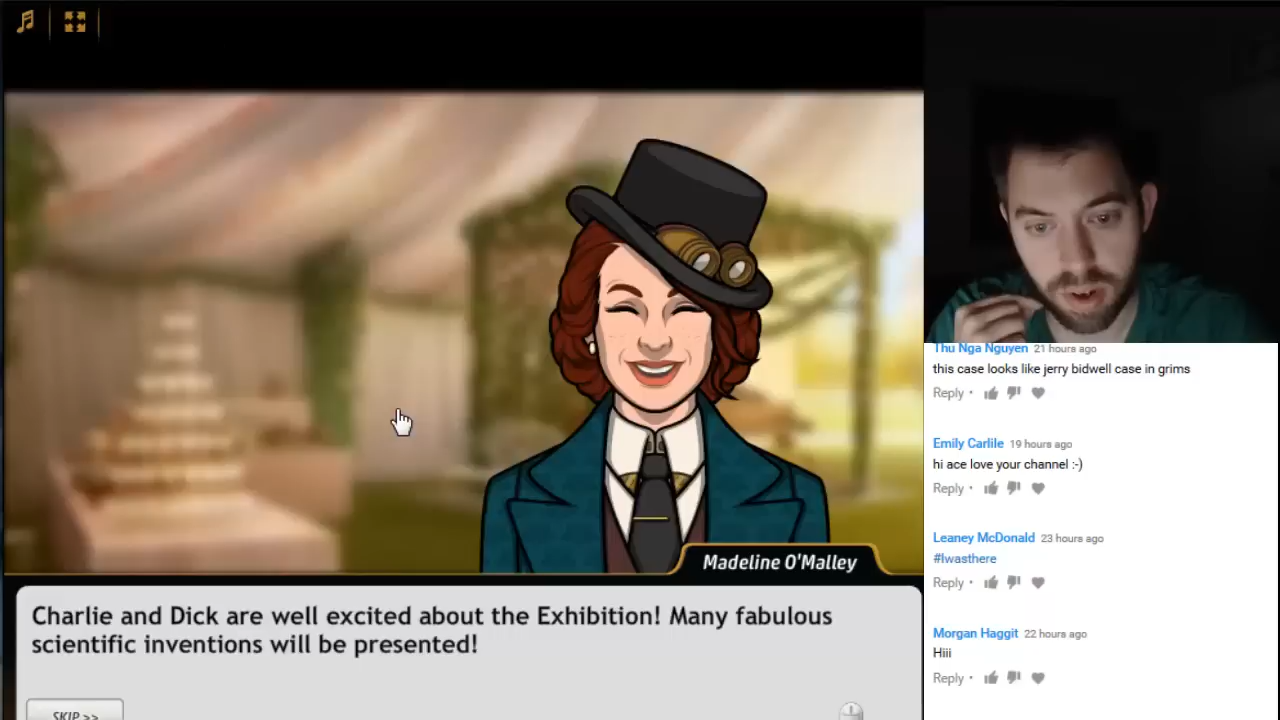 Madeline O'Malley
Charlie and Dick are well excited about the Exhibition! Many fabulous
scientific inventions will be presented!
SKIP >>
Thu Nga Nguyen 21 hours ago
this case looks like jerry bidwell case in grims
Reply •
Emily Carlile 19 hours ago
hi ace love your channel :-)
Reply •
Leaney McDonald 23 hours ago
#Iwasthere
Reply •
Morgan Haggit 22 hours ago
Hiii
Reply •